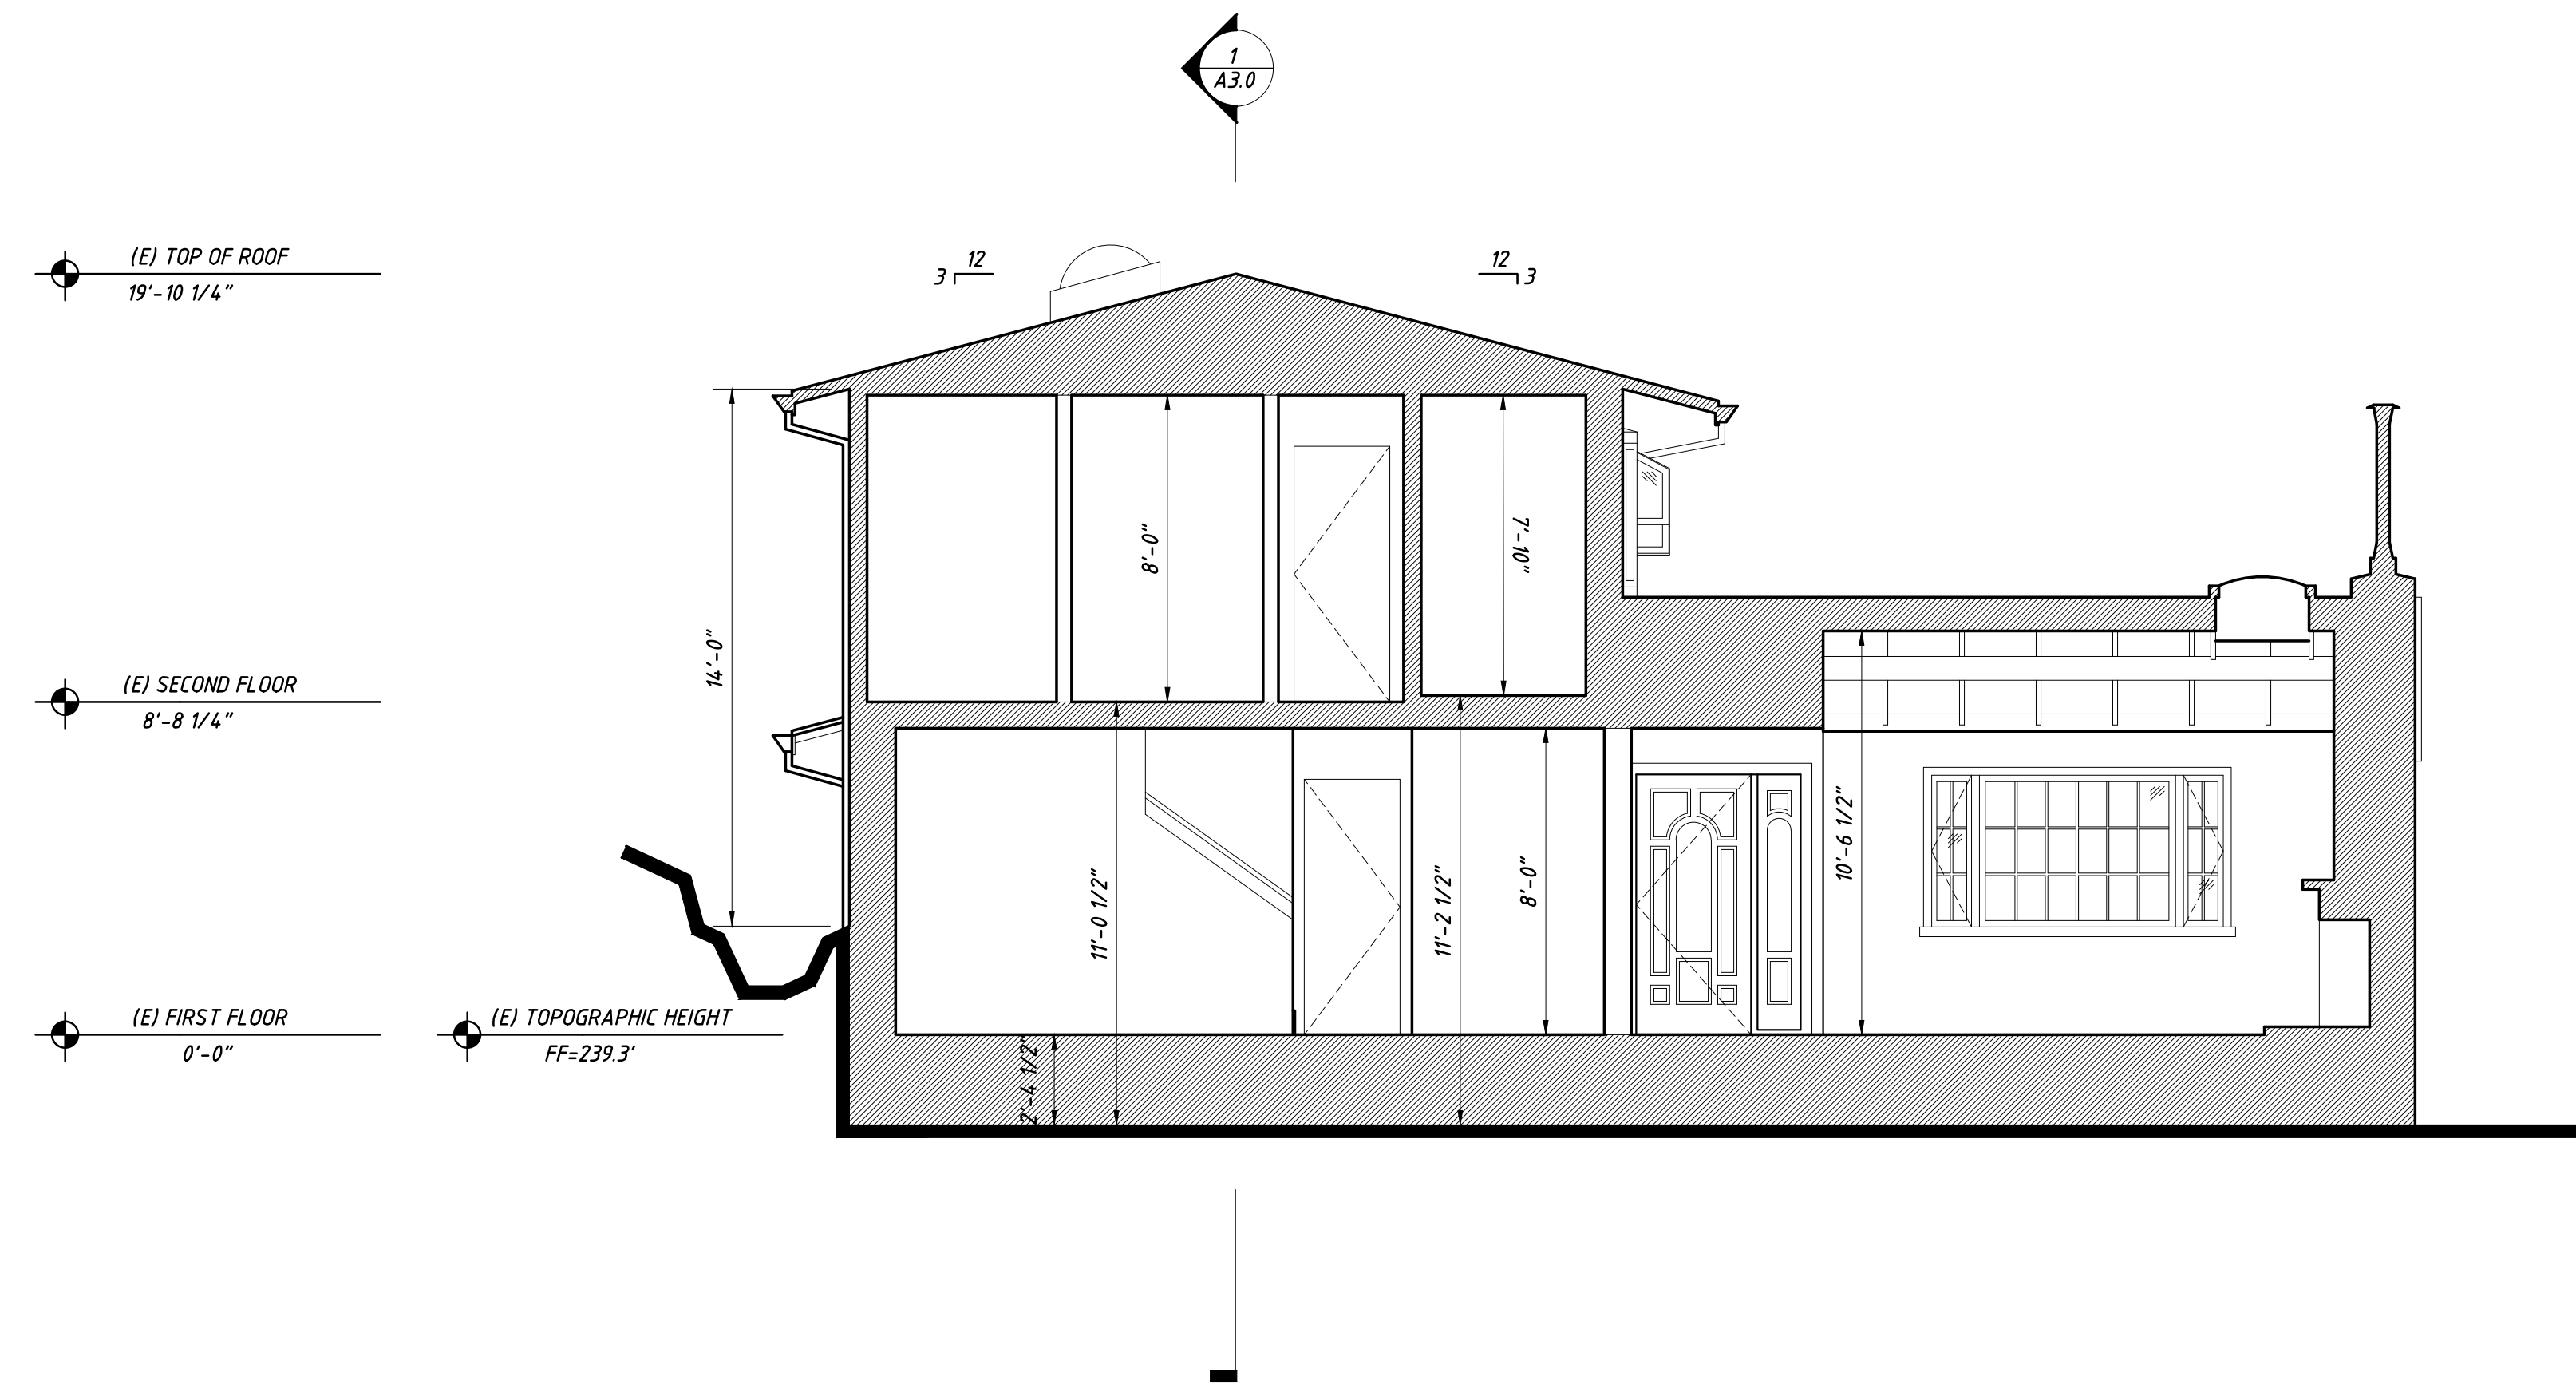 1
A3.0
(E) TOP OF ROOF
19'-10 1/4"
12
3
12
3
8'-0"
7'-10"
14'-0"
(E) SECOND FLOOR
8'-8 1/4"
11'-0 1/2"
11'-2 1/2"
8'-0"
10'-6 1/2"
(E) FIRST FLOOR
0'-0"
(E) TOPOGRAPHIC HEIGHT
FF=239.3'
2'-4 1/2"